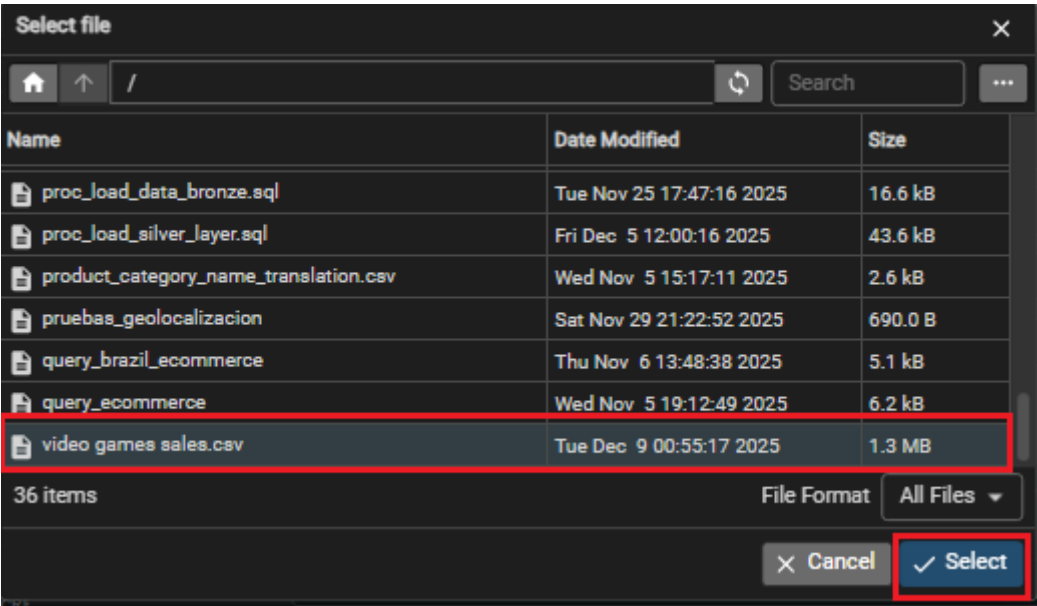 Select file
/ Search
Name Date Modified Size
proc_load_data_bronze.sql Tue Nov 25 17:47:16 2025 16.6 kB
proc_load_silver_layer.sql Fri Dec 5 12:00:16 2025 43.6 kB
product_category_name_translation.csv Wed Nov 5 15:17:11 2025 2.6 kB
pruebas_geolocalizacion Sat Nov 29 21:22:52 2025 690.0 B
query_brazil_ecommerce Thu Nov 6 13:48:38 2025 5.1 kB
query_ecommerce Wed Nov 5 19:12:49 2025 6.2 kB
video games sales.csv Tue Dec 9 00:55:17 2025 1.3 MB
36 items File Format All Files
Cancel Select